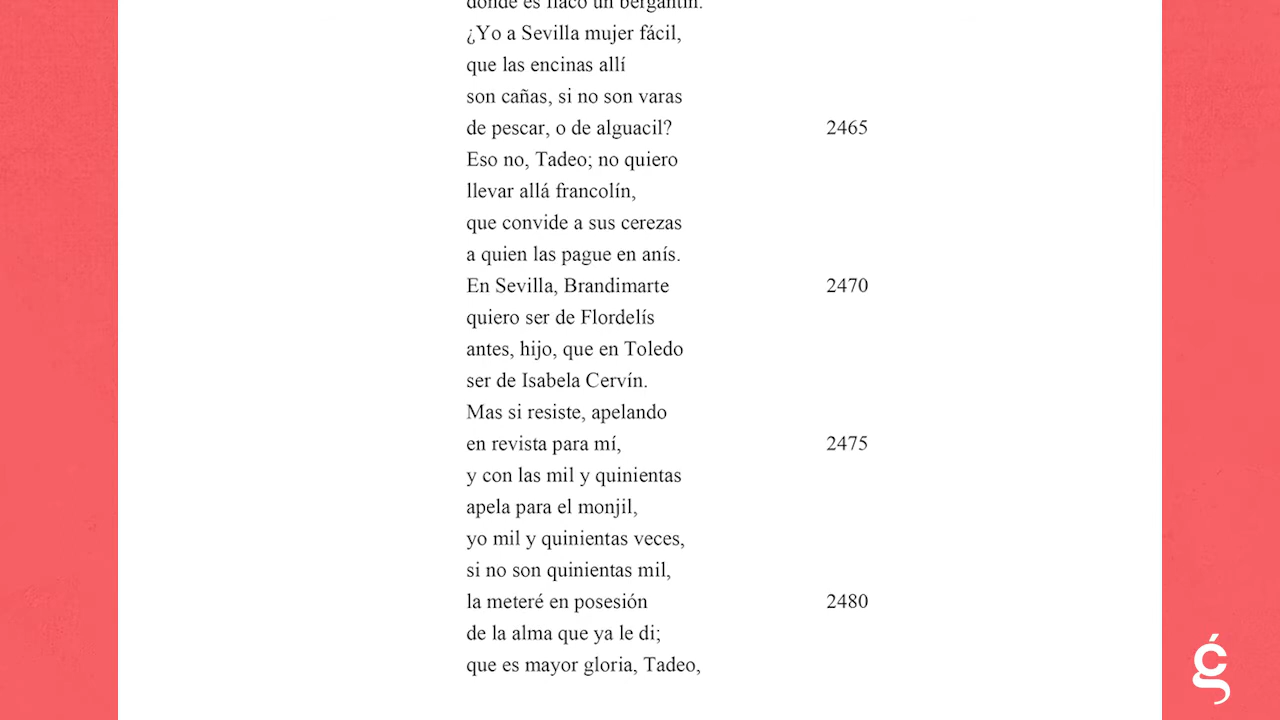 donde es flaco un bergantín.
¿Yo a Sevilla mujer fácil,
que las encinas allí
son cañas, si no son varas
de pescar, o de alguacil? 2465
Eso no, Tadeo; no quiero
llevar allá francolín,
que convide a sus cerezas
a quien las pague en anís.
En Sevilla, Brandimarte 2470
quiero ser de Flordelís
antes, hijo, que en Toledo
ser de Isabela Cervín.
Mas si resiste, apelando
en revista para mí, 2475
y con las mil y quinientas
apela para el monjil,
yo mil y quinientas veces,
si no son quinientas mil,
la meteré en posesión 2480
de la alma que ya le di;
que es mayor gloria, Tadeo,